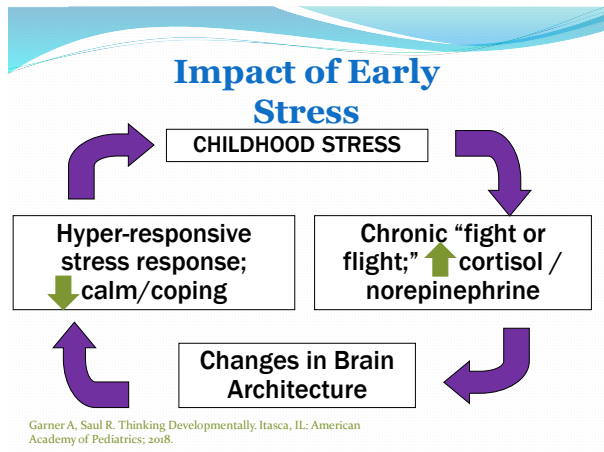 Impact of Early
Stress
CHILDHOOD STRESS
Chronic “fight or
flight;” cortisol /
norepinephrine
Changes in Brain
Architecture
Hyper-responsive
stress response;
calm/coping
Garner A, Saul R. Thinking Developmentally. Itasca, IL: American
Academy of Pediatrics; 2018.